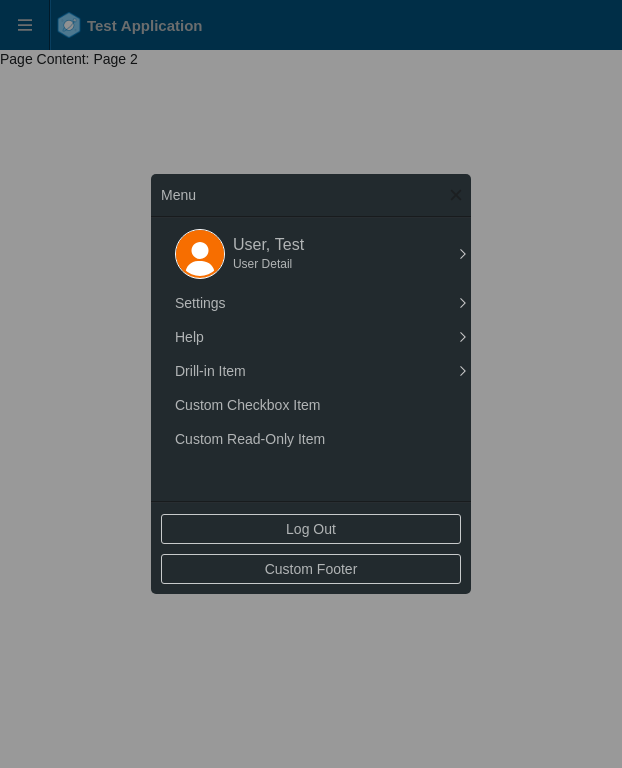 Test Application
Page Content: Page 2
Menu
User, Test
User Detail
Settings
Help
Drill-in Item
Custom Checkbox Item
Custom Read-Only Item
Log Out
Custom Footer